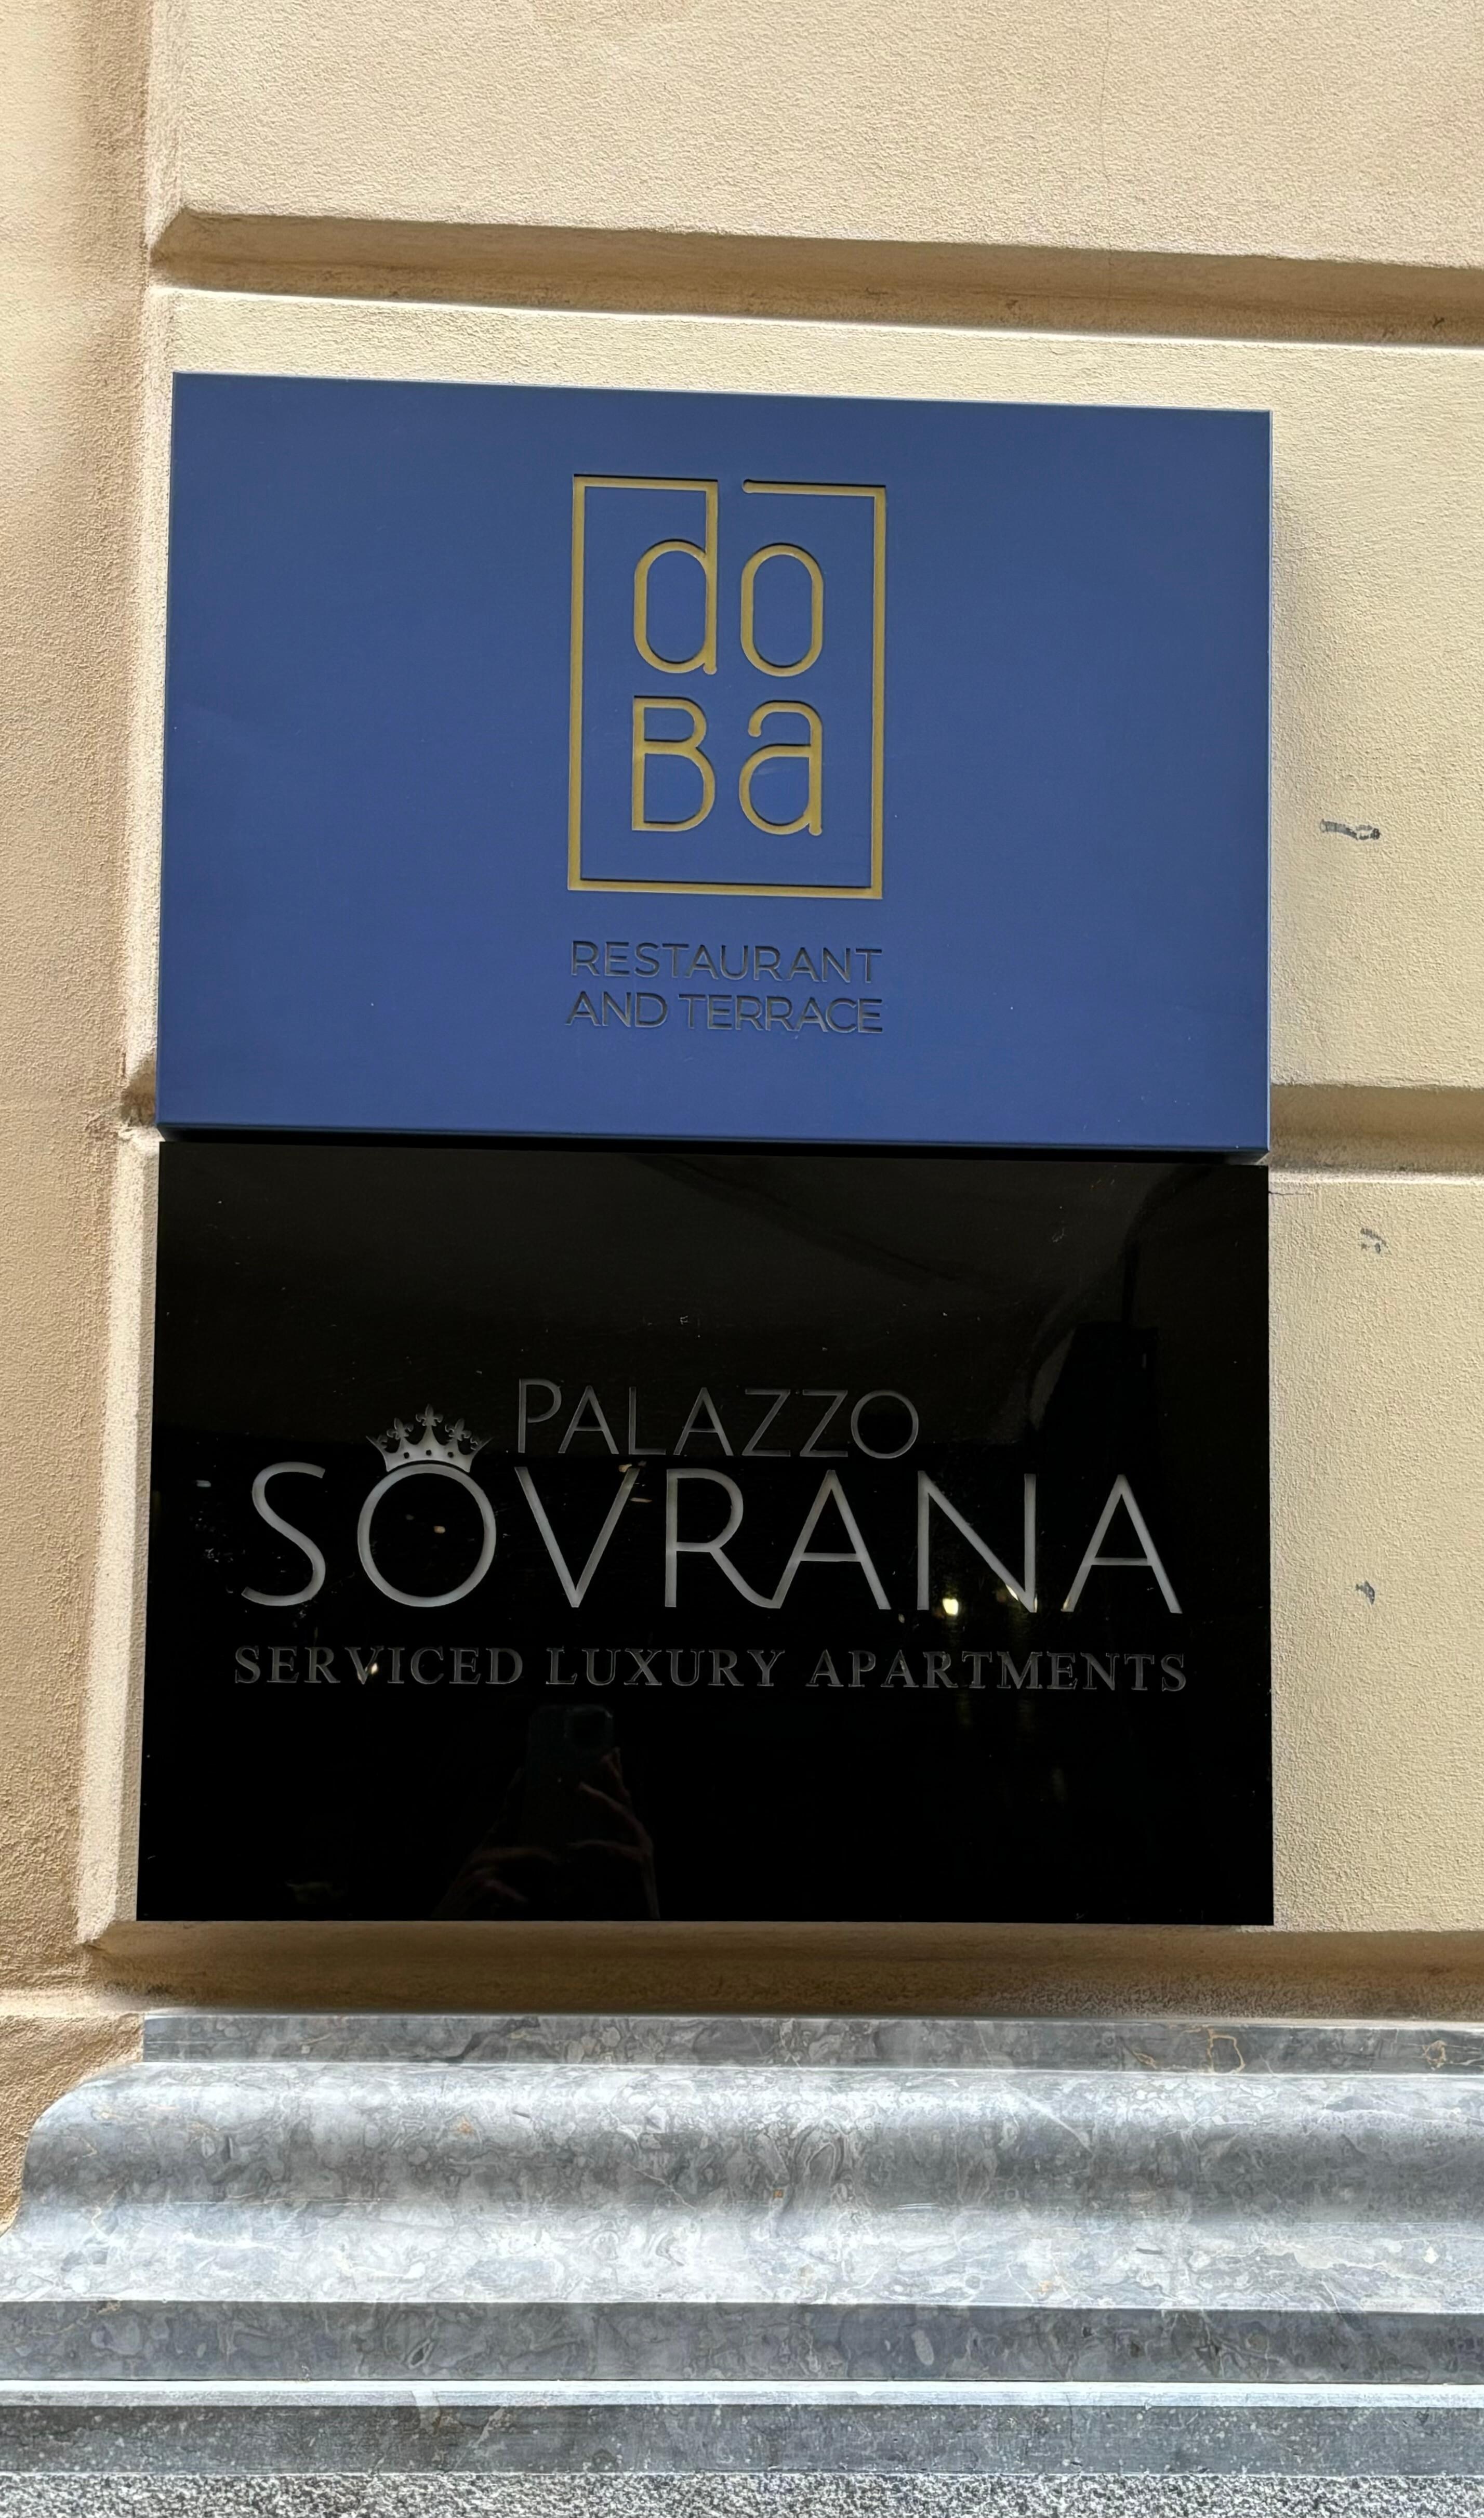 do
Ba
RESTAURANT
AND TERRACE
PALAZZO
SOVRANA
SERVICED LUXURY APARTMENTS